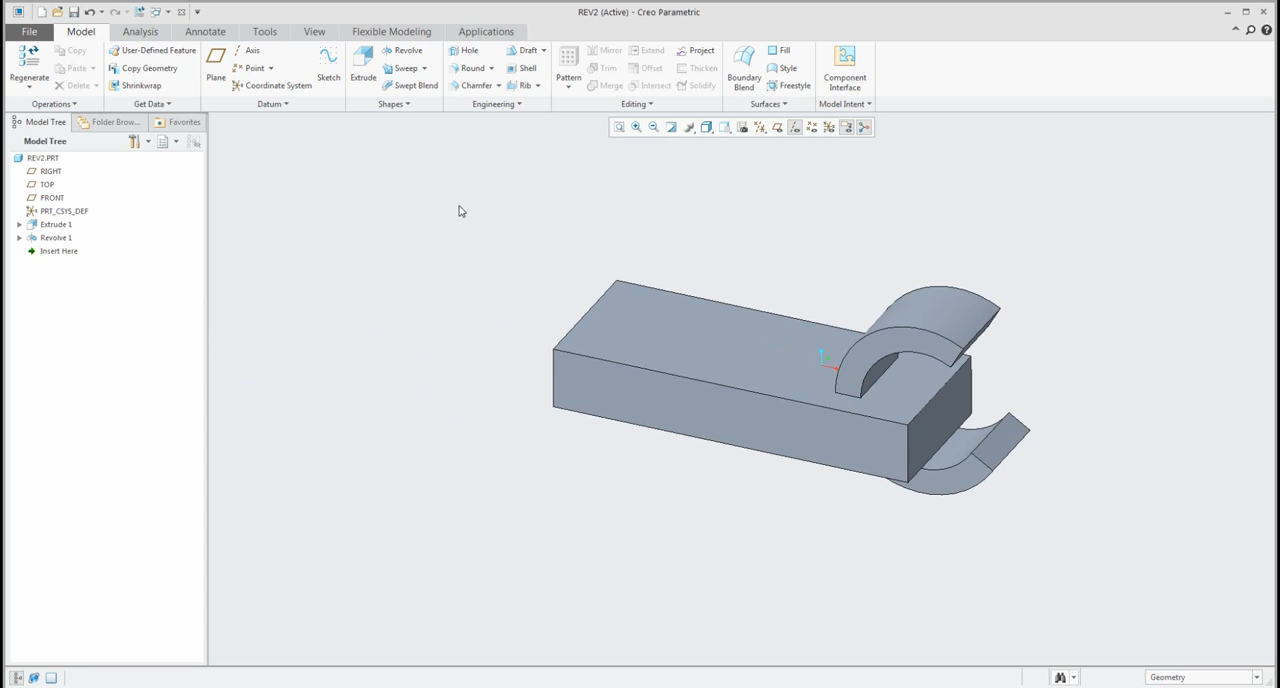 REV2 (Active) - Creo Parametric
File Model Analysis Annotate Tools View Flexible Modeling Applications
Regenerate
Copy
Paste
Delete
User-Defined Feature
Copy Geometry
Shrinkwrap
Plane
Axis
Point
Coordinate System
Sketch
Extrude
Revolve
Sweep
Swept Blend
Hole
Round
Chamfer
Draft
Shell
Rib
Pattern
Mirror
Trim
Merge
Extend
Offset
Intersect
Project
Thicken
Solidify
Boundary
Blend
Fill
Style
Freestyle
Component
Interface
Operations Get Data Datum Shapes Engineering Editing Surfaces Model Intent
Model Tree Folder Brow... Favorites
Model Tree
REV2.PRT
RIGHT
TOP
FRONT
PRT_CSYS_DEF
Extrude 1
Revolve 1
Insert Here
Geometry